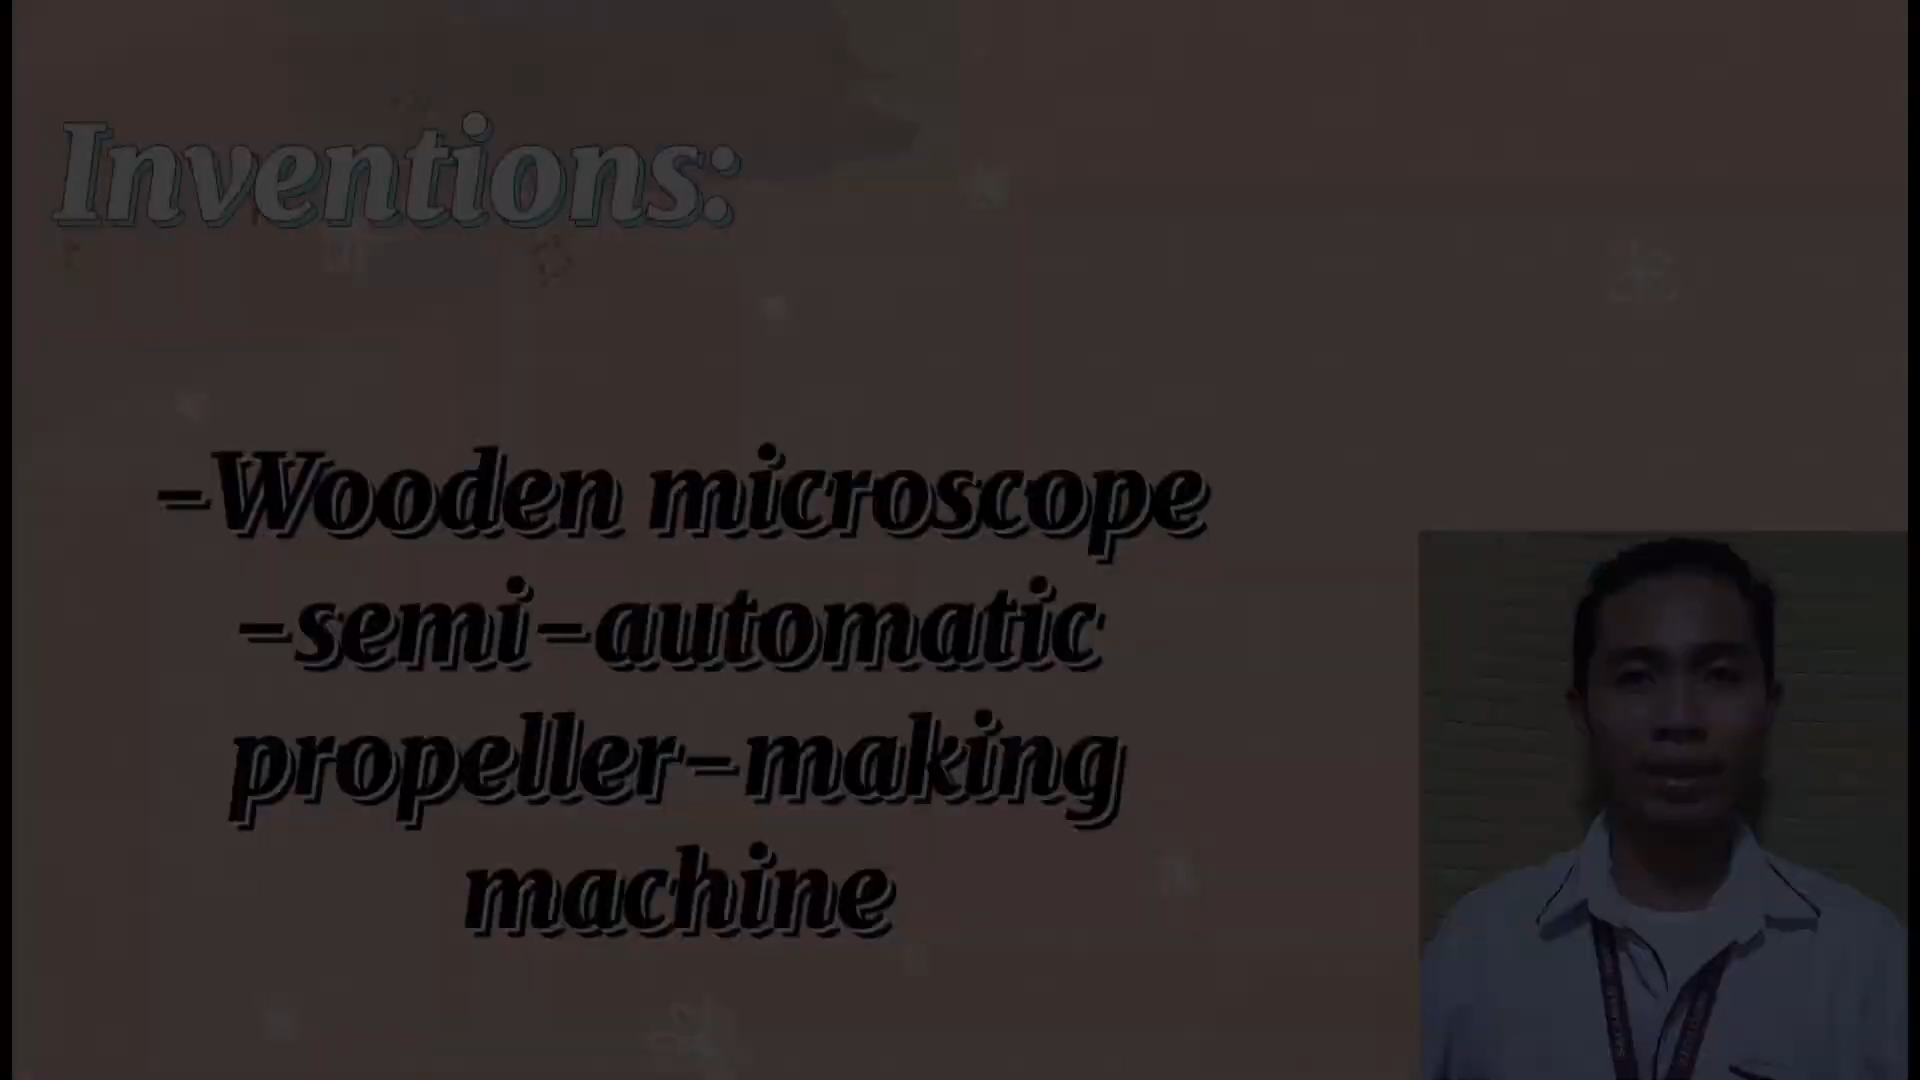 Inventions:
-Wooden microscope
-semi-automatic
propeller-making
machine